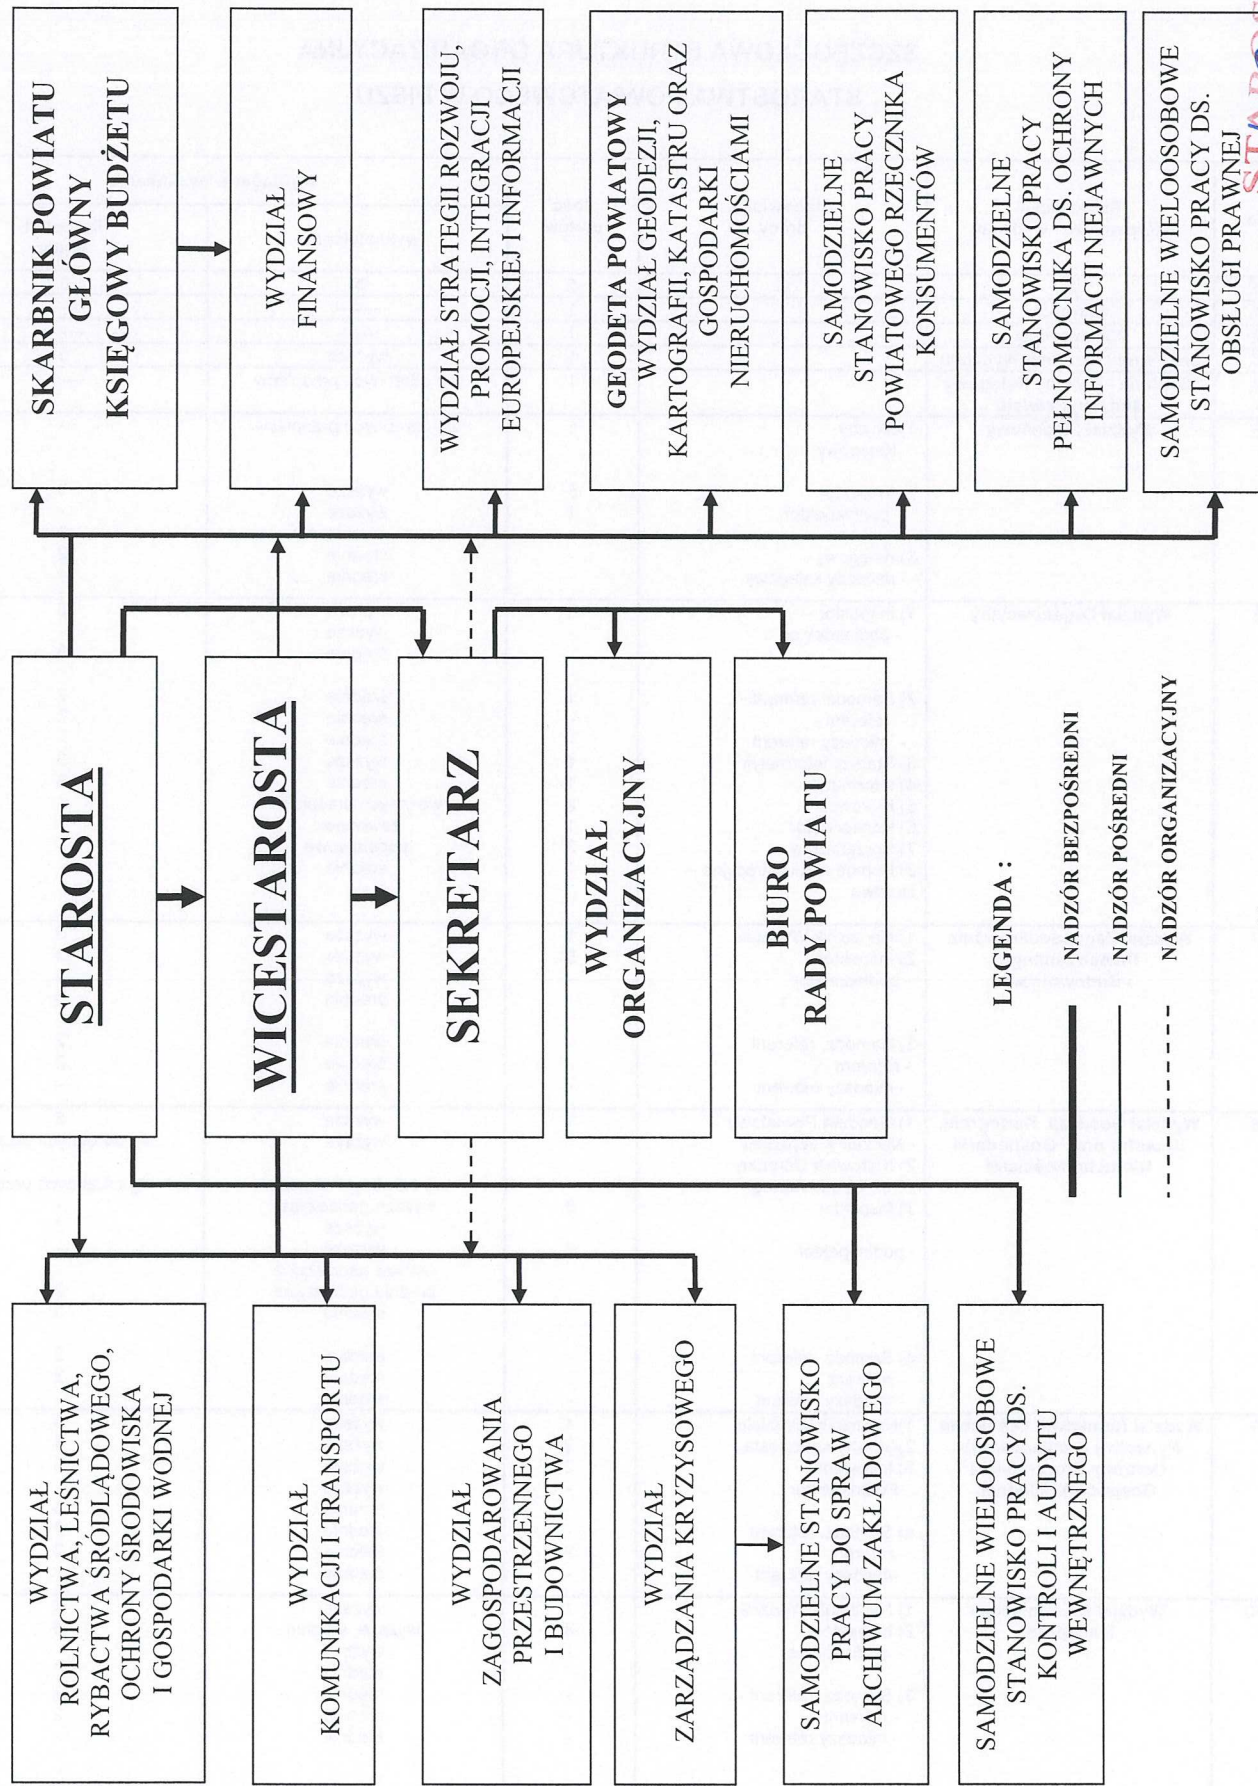 STAROSTA
WICESTAROSTA
SEKRETARZ
WYDZIAŁ
ORGANIZACYJNY
BIURO
RADY POWIATU
SKARBNIK POWIATU
GŁÓWNY
KSIĘGOWY BUDŻETU
WYDZIAŁ
FINANSOWY
WYDZIAŁ STRATEGII ROZWOJU,
PROMOCJI, INTEGRACJI
EUROPEJSKIEJ I INFORMACJI
GEODETA POWIATOWY
WYDZIAŁ GEODEZJI,
KARTOGRAFII, KATASTRU ORAZ
GOSPODARKI
NIERUCHOMOŚCIAMI
SAMODZIELNE
STANOWISKO PRACY
POWIATOWEGO RZECZNIKA
KONSUMENTÓW
SAMODZIELNE
STANOWISKO PRACY
PEŁNOMOCNIKA DS. OCHRONY
INFORMACJI NIEJAWNYCH
SAMODZIELNE WIELOOSOBOWE
STANOWISKO PRACY DS.
OBSŁUGI PRAWNEJ
WYDZIAŁ
ROLNICTWA, LEŚNICTWA,
RYBACTWA ŚRÓDLĄDOWEGO,
OCHRONY ŚRODOWISKA
I GOPODARKI WODNEJ
WYDZIAŁ
KOMUNIKACJI I TRANSPORTU
WYDZIAŁ
ZAGOSPODAROWANIA
PRZESTRZENNEGO
I BUDOWNICTWA
WYDZIAŁ
ZARZĄDZANIA KRYZYSOWEGO
SAMODZIELNE STANOWISKO
PRACY DO SPRAW
ARCHIWUM ZAKŁADOWEGO
SAMODZIELNE WIELOOSOBOWE
STANOWISKO PRACY DS.
KONTROLI I AUDYTU
WEWNĘTRZNEGO
LEGENDA :
NADZÓR BEZPOŚREDNI
NADZÓR POŚREDNI
NADZÓR ORGANIZACYJNY